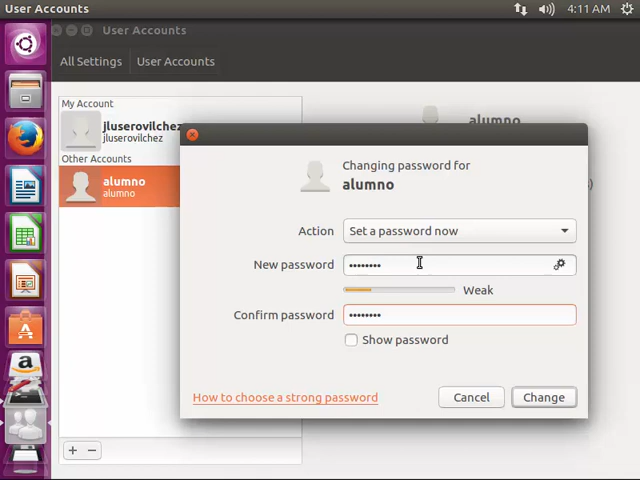 User Accounts
4:11 AM
User Accounts
All Settings
User Accounts
My Account
jluserovilchez
jluserovilchez
Other Accounts
alumno
alumno
alumno
Changing password for
alumno
Action
Set a password now
New password
••••••••
Weak
Confirm password
••••••••
Show password
How to choose a strong password
Cancel
Change